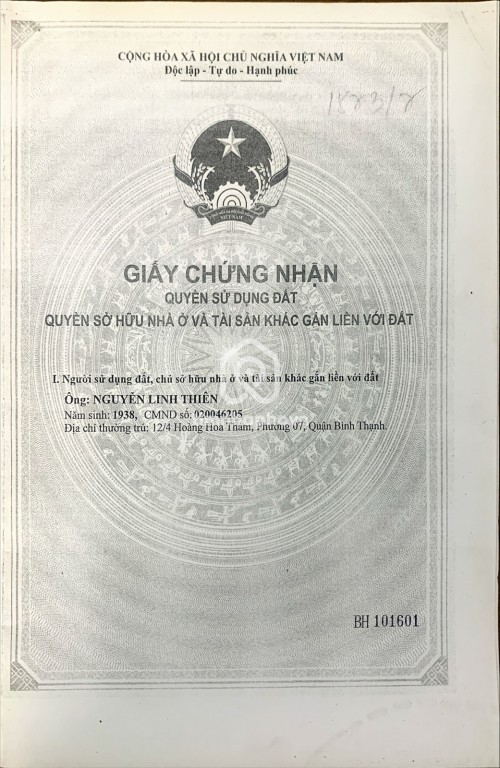 CỘNG HÒA XÃ HỘI CHỦ NGHĨA VIỆT NAM
Độc lập - Tự do - Hạnh phúc
VIỆT NAM
GIẤY CHỨNG NHẬN
QUYỀN SỬ DỤNG ĐẤT
QUYỀN SỞ HỮU NHÀ Ở VÀ TÀI SẢN KHÁC GẮN LIỀN VỚI ĐẤT
I. Người sử dụng đất, chủ sở hữu nhà ở và tài sản khác gắn liền với đất
Ông: NGUYỄN LINH THIÊN
Năm sinh: 1938, CMND số: 020046205
Địa chỉ thường trú: 12/4 Hoàng Hoa Thám, Phường 07, Quận Bình Thạnh.
BH 101601